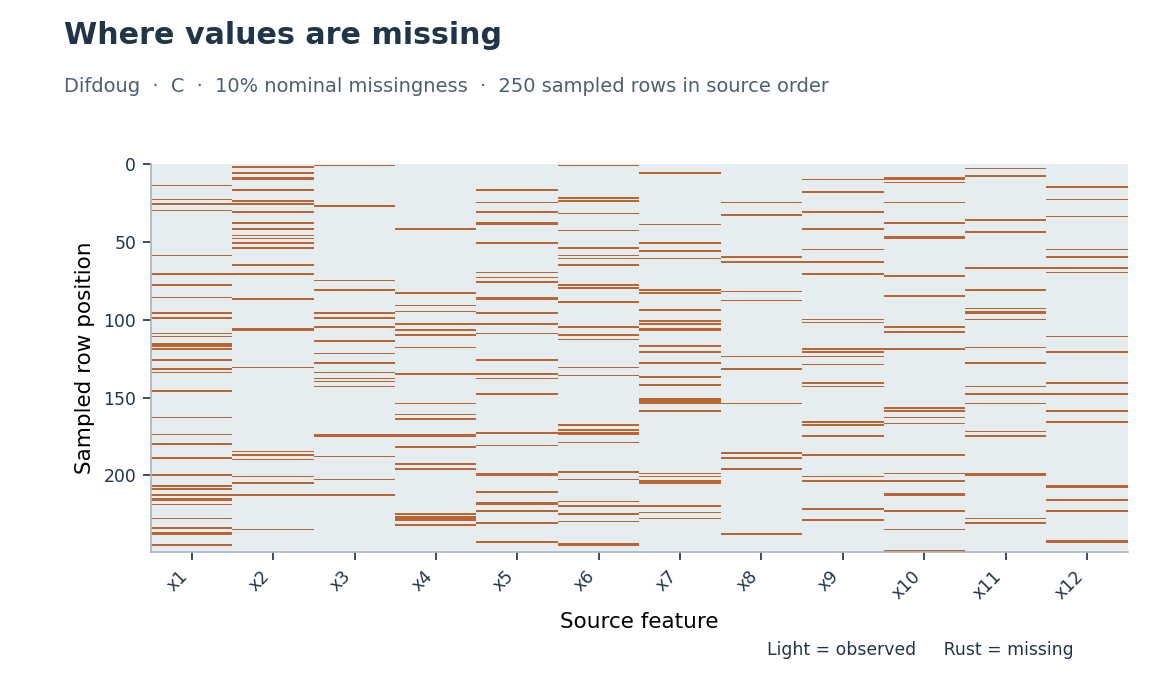 Where values are missing
Difdoug · C · 10% nominal missingness · 250 sampled rows in source order
Sampled row position
0
50
100
150
200
x1 x2 x3 x4 x5 x6 x7 x8 x9 x10 x11 x12
Source feature
Light = observed Rust = missing